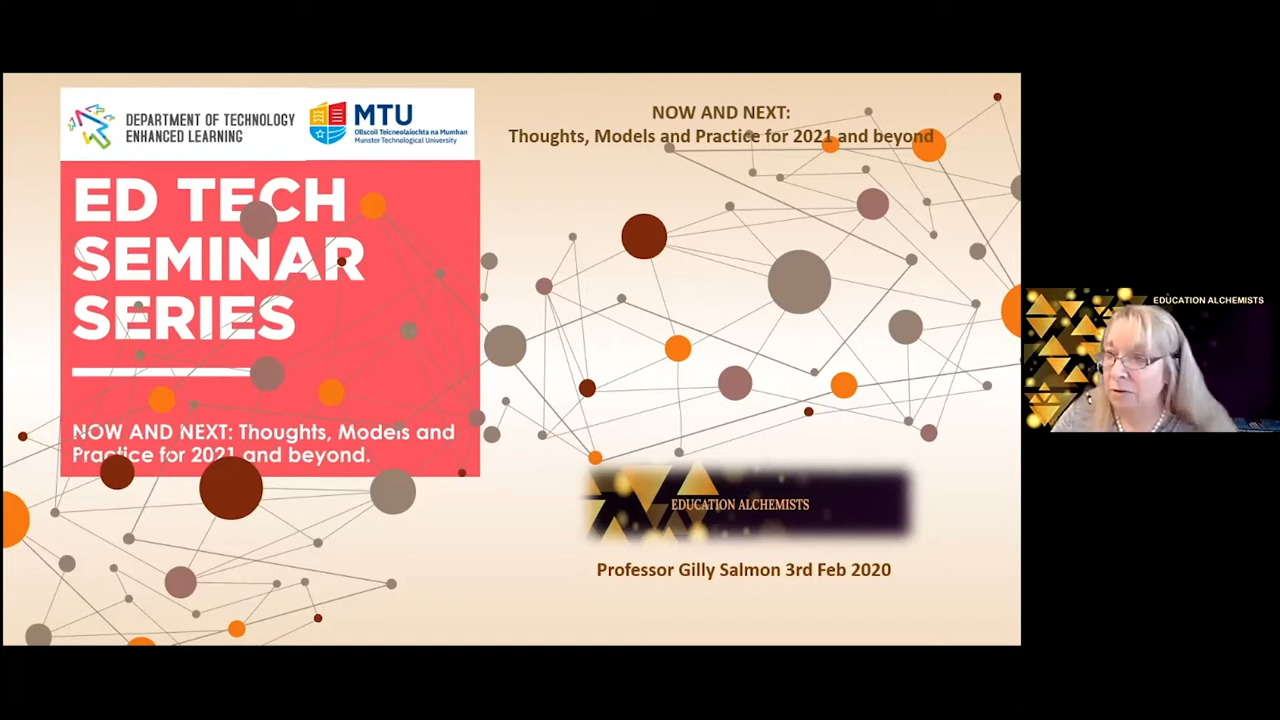 DEPARTMENT OF TECHNOLOGY
ENHANCED LEARNING
MTU
Ollscoil Teicneolaíochta na Mumhan
Munster Technological University
ED TECH
SEMINAR
SERIES
NOW AND NEXT: Thoughts, Models and
Practice for 2021 and beyond.
NOW AND NEXT:
Thoughts, Models and Practice for 2021 and beyond
EDUCATION ALCHEMISTS
Professor Gilly Salmon 3rd Feb 2020
EDUCATION ALCHEMISTS